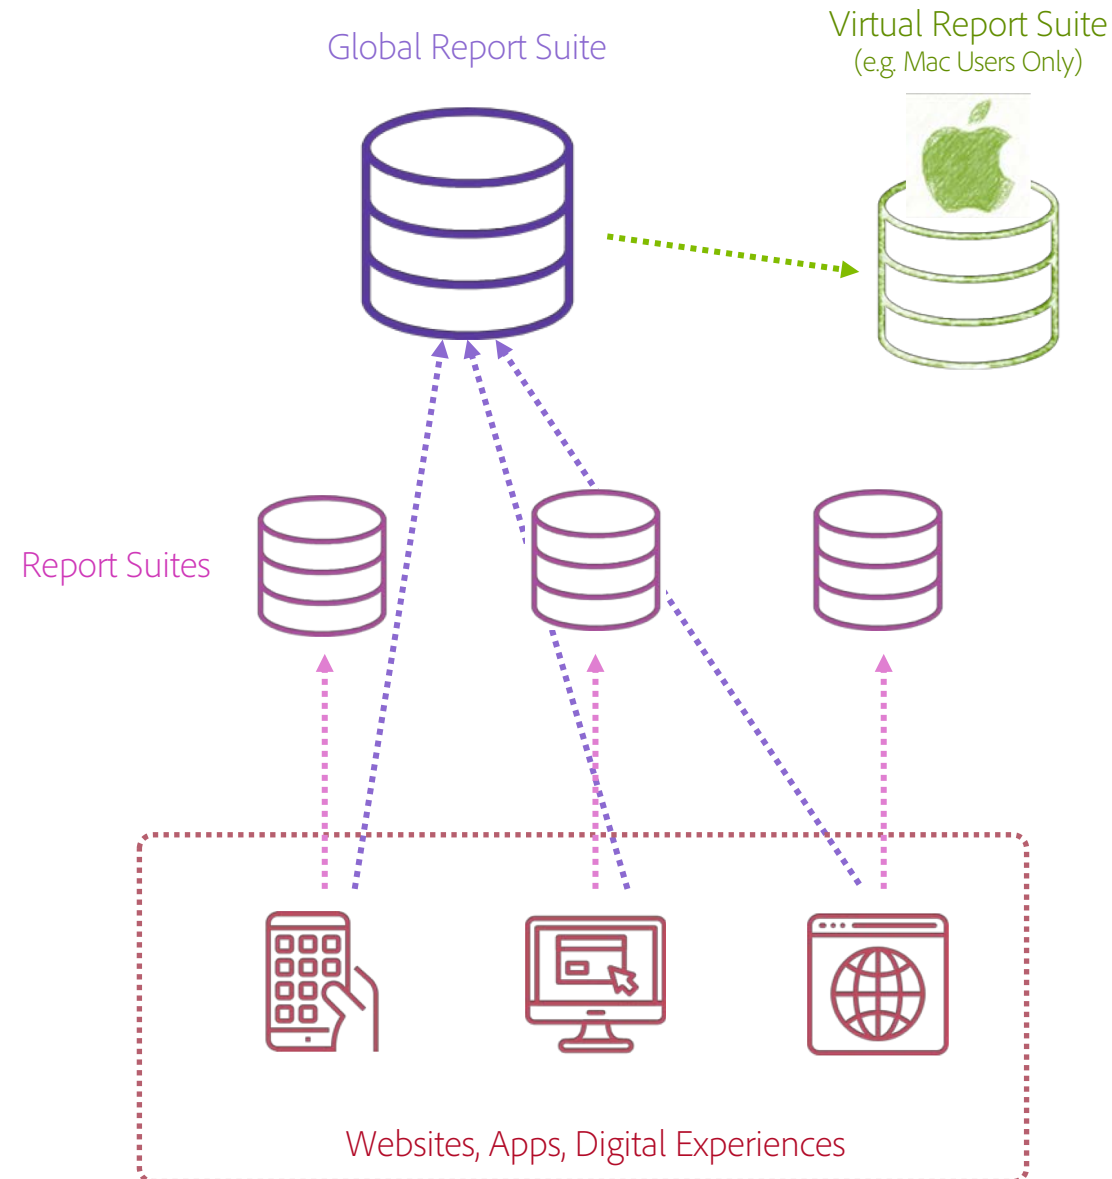 Global Report Suite
Virtual Report Suite
(e.g. Mac Users Only)
Report Suites
Websites, Apps, Digital Experiences